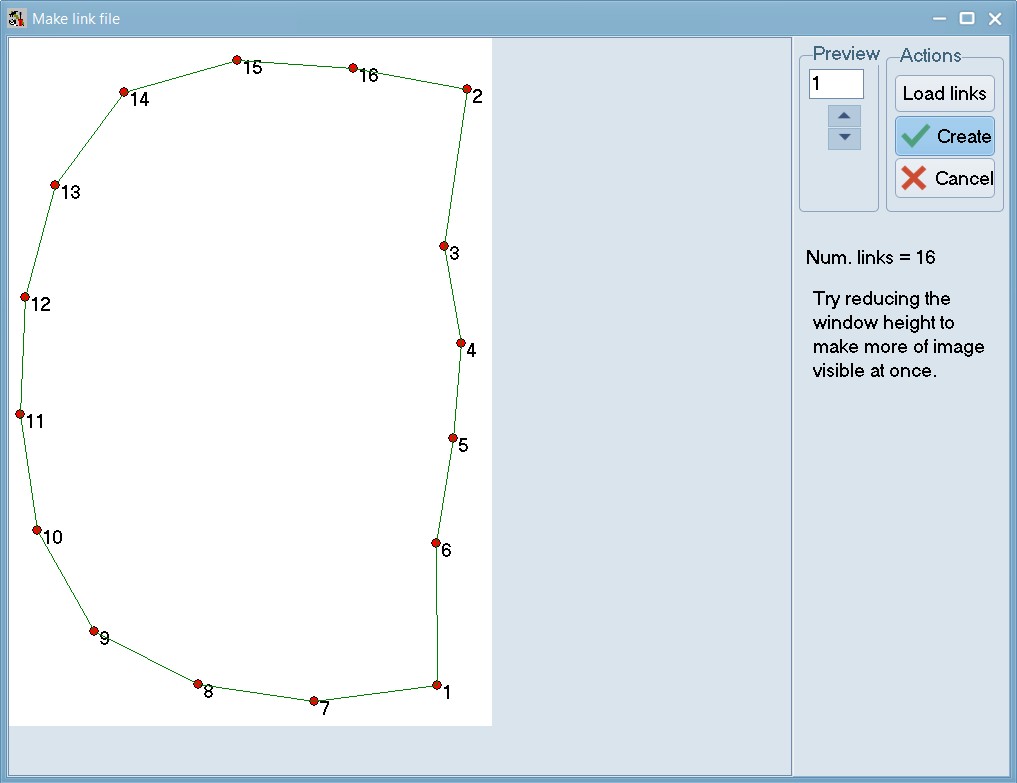 Make link file
15
16
14
2
13
3
12
4
11
5
10
6
9
8
1
7
Preview
1
Actions
Load links
Create
Cancel
Num. links = 16
Try reducing the
window height to
make more of image
visible at once.